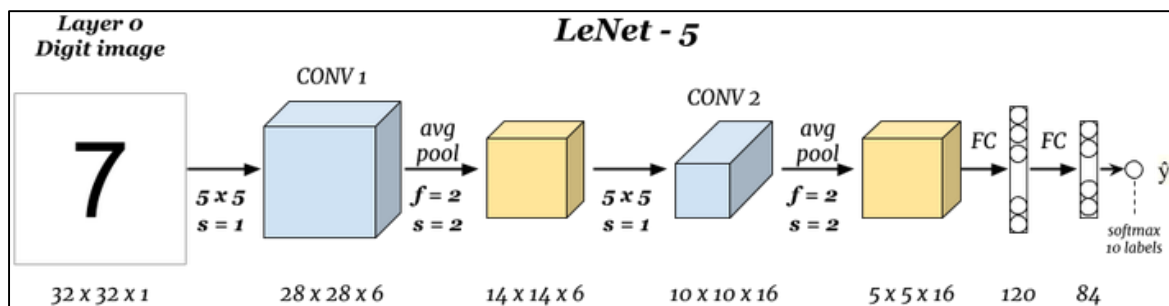 Layer 0
Digit image
LeNet - 5
CONV 1
CONV 2
7
5 x 5
s = 1
avg
pool
f = 2
s = 2
5 x 5
s = 1
avg
pool
f = 2
s = 2
FC
FC
ŷ
softmax
10 labels
32 x 32 x 1
28 x 28 x 6
14 x 14 x 6
10 x 10 x 16
5 x 5 x 16
120
84